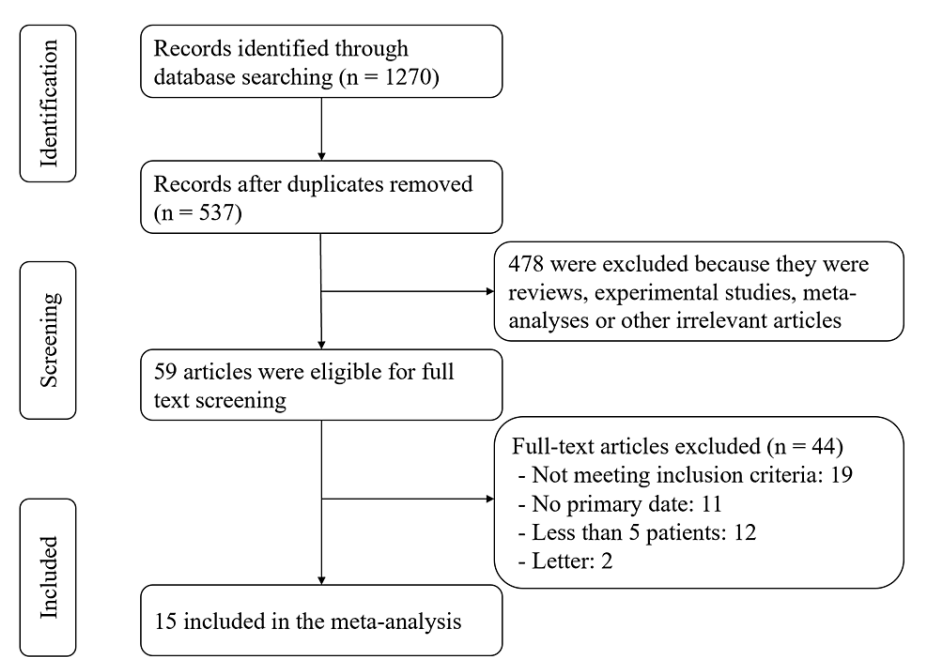 Identification
Records identified through
database searching (n = 1270)
Records after duplicates removed
(n = 537)
478 were excluded because they were
reviews, experimental studies, meta-
analyses or other irrelevant articles
Screening
59 articles were eligible for full
text screening
Full-text articles excluded (n = 44)
- Not meeting inclusion criteria: 19
- No primary date: 11
- Less than 5 patients: 12
- Letter: 2
Included
15 included in the meta-analysis